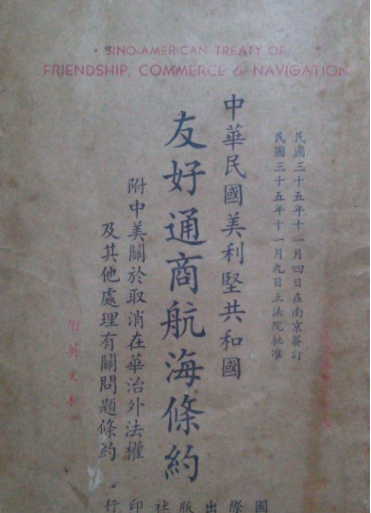 SINO-AMERICAN TREATY OF
FRIENDSHIP, COMMERCE & NAVIGATION
民國三十五年十一月四日在南京簽訂
民國三十五年十一月九日立法院批准
中華民國美利堅共和國
友好通商航海條約
附中美關於取消在華治外法權
及其他處理有關問題條約
附英文本
國際出版社印行